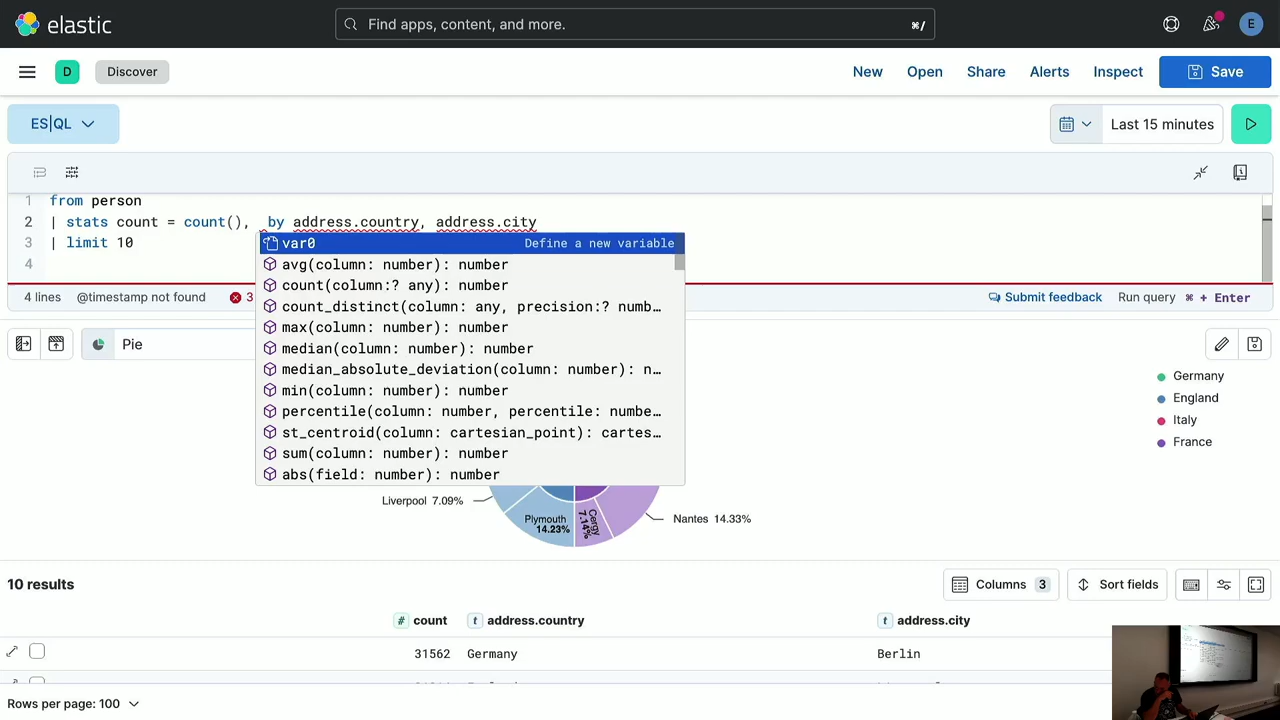 elastic
Find apps, content, and more.
⌘/
E
D
Discover
New
Open
Share
Alerts
Inspect
Save
ES|QL
Last 15 minutes
1 from person
2 | stats count = count(), by address.country, address.city
3 | limit 10
4
var0 Define a new variable
avg(column: number): number
count(column:? any): number
count_distinct(column: any, precision:? numb…
max(column: number): number
median(column: number): number
median_absolute_deviation(column: number): n…
min(column: number): number
percentile(column: number, percentile: numbe…
st_centroid(column: cartesian_point): cartes…
sum(column: number): number
abs(field: number): number
4 lines @timestamp not found 3
Submit feedback Run query ⌘ + Enter
Pie
Germany
England
Italy
France
Liverpool 7.09%
Plymouth
14.23%
Cergy
7.14%
Nantes 14.33%
10 results
Columns 3
Sort fields
# count t address.country t address.city
31562 Germany Berlin
Rows per page: 100